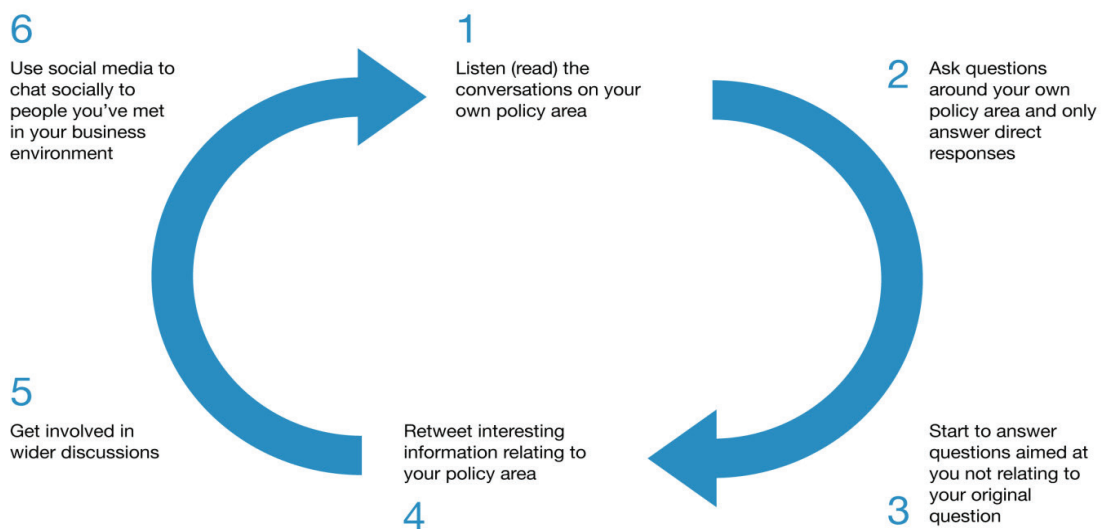 1
Listen (read) the
conversations on your
own policy area
2
Ask questions
around your own
policy area and only
answer direct
responses
3
Start to answer
questions aimed at
you not relating to
your original
question
4
Retweet interesting
information relating to
your policy area
5
Get involved in
wider discussions
6
Use social media to
chat socially to
people you've met
in your business
environment